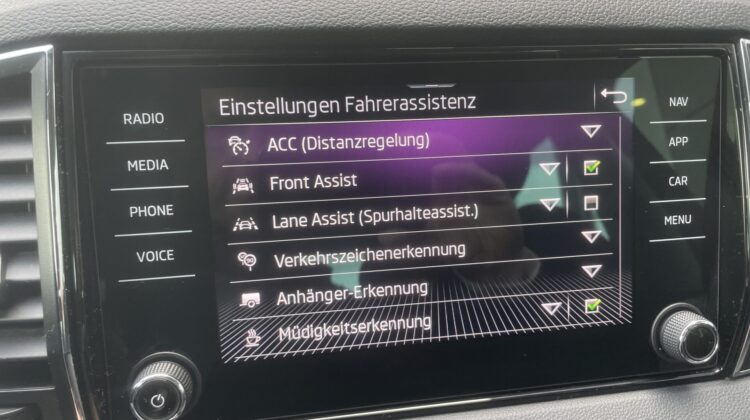 RADIO
MEDIA
PHONE
VOICE
Einstellungen Fahrerassistenz
ACC (Distanzregelung)
Front Assist
Lane Assist (Spurhalteassist.)
Verkehrszeichenerkennung
Anhänger-Erkennung
Müdigkeitserkennung
NAV
APP
CAR
MENU